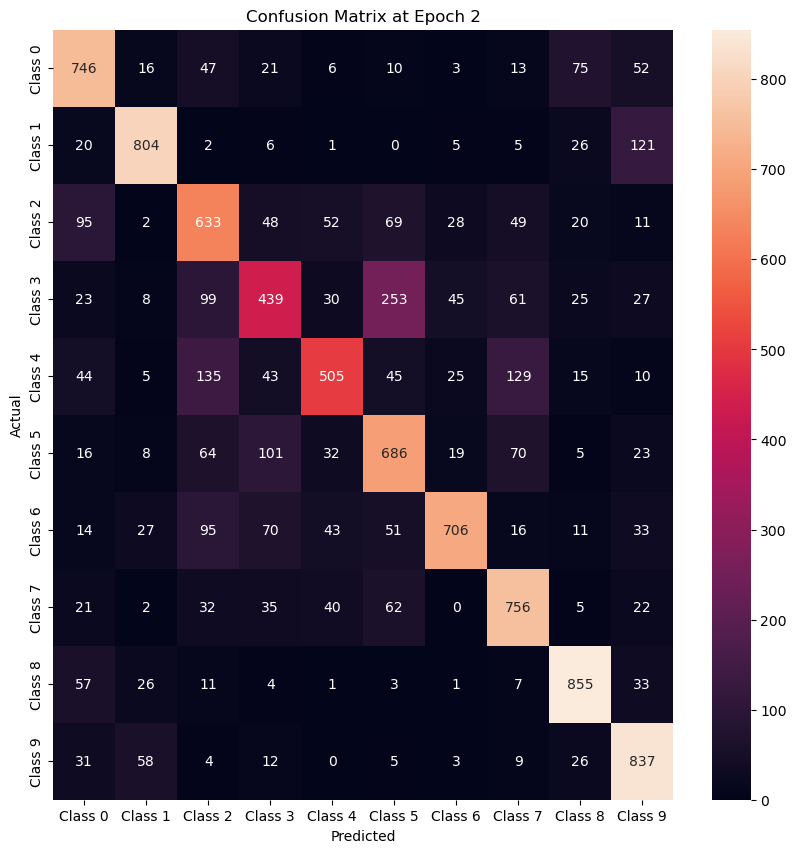 Confusion Matrix at Epoch 2
Class 0 746 16 47 21 6 10 3 13 75 52
Class 1 20 804 2 6 1 0 5 5 26 121
Class 2 95 2 633 48 52 69 28 49 20 11
Class 3 23 8 99 439 30 253 45 61 25 27
Class 4 44 5 135 43 505 45 25 129 15 10
Class 5 16 8 64 101 32 686 19 70 5 23
Class 6 14 27 95 70 43 51 706 16 11 33
Class 7 21 2 32 35 40 62 0 756 5 22
Class 8 57 26 11 4 1 3 1 7 855 33
Class 9 31 58 4 12 0 5 3 9 26 837
Class 0 Class 1 Class 2 Class 3 Class 4 Class 5 Class 6 Class 7 Class 8 Class 9
Predicted
Actual
800
700
600
500
400
300
200
100
0